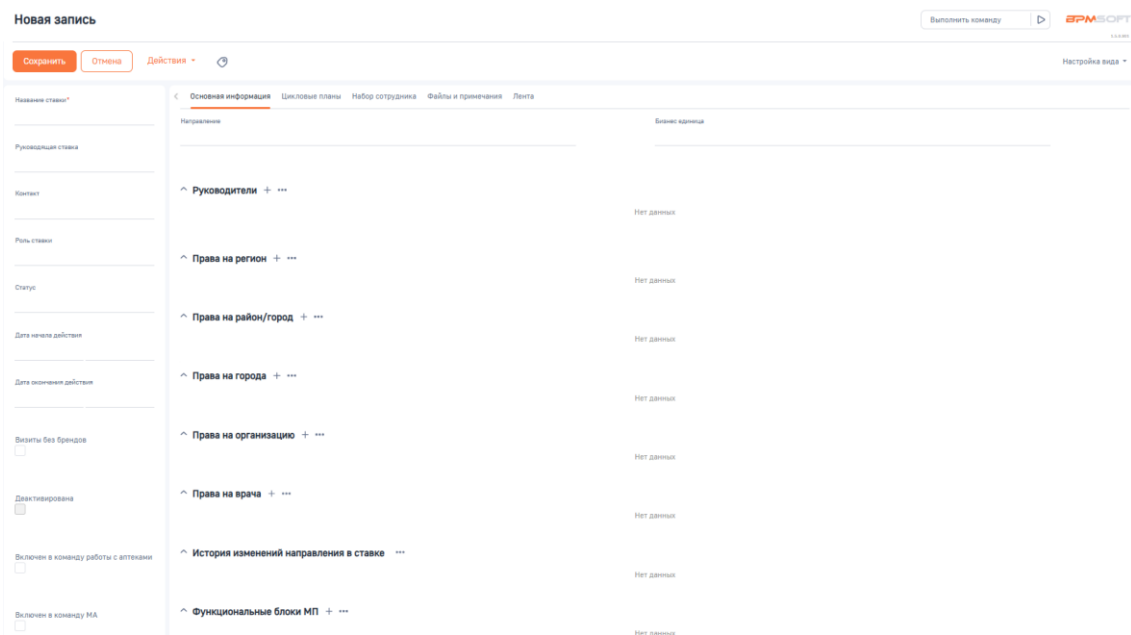 Новая запись
Выполнить команду
BPMSOFT
Сохранить
Отмена
Действия
Настройка вида
Название ставки*
Руководящая ставка
Контакт
Роль ставки
Статус
Дата начала действия
Дата окончания действия
Визиты без брендов
Деактивирована
Включен в команду работы с аптеками
Включен в команду МА
Основная информация
Цикловые планы
Набор сотрудника
Файлы и примечания
Лента
Направление
Бизнес единица
Руководители
Нет данных
Права на регион
Нет данных
Права на район/город
Нет данных
Права на города
Нет данных
Права на организацию
Нет данных
Права на врача
Нет данных
История изменений направления в ставке
Нет данных
Функциональные блоки МП
Нет данных